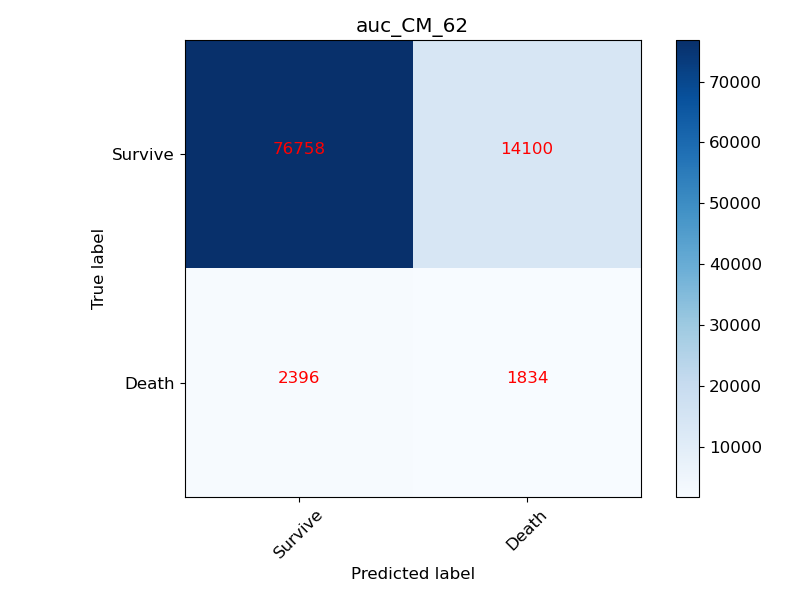 auc_CM_62
Survive
76758
14100
Death
2396
1834
True label
Survive
Death
Predicted label
70000
60000
50000
40000
30000
20000
10000